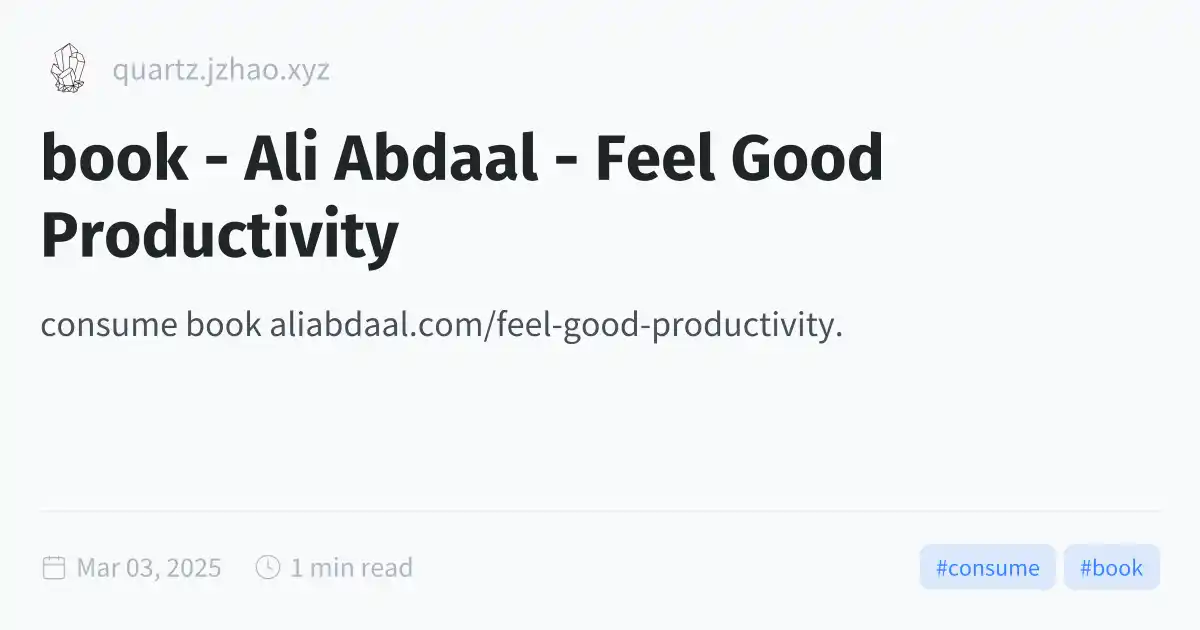 quartz.jzhao.xyz
book - Ali Abdaal - Feel Good
Productivity
consume book aliabdaal.com/feel-good-productivity.
Mar 03, 2025 1 min read #consume #book